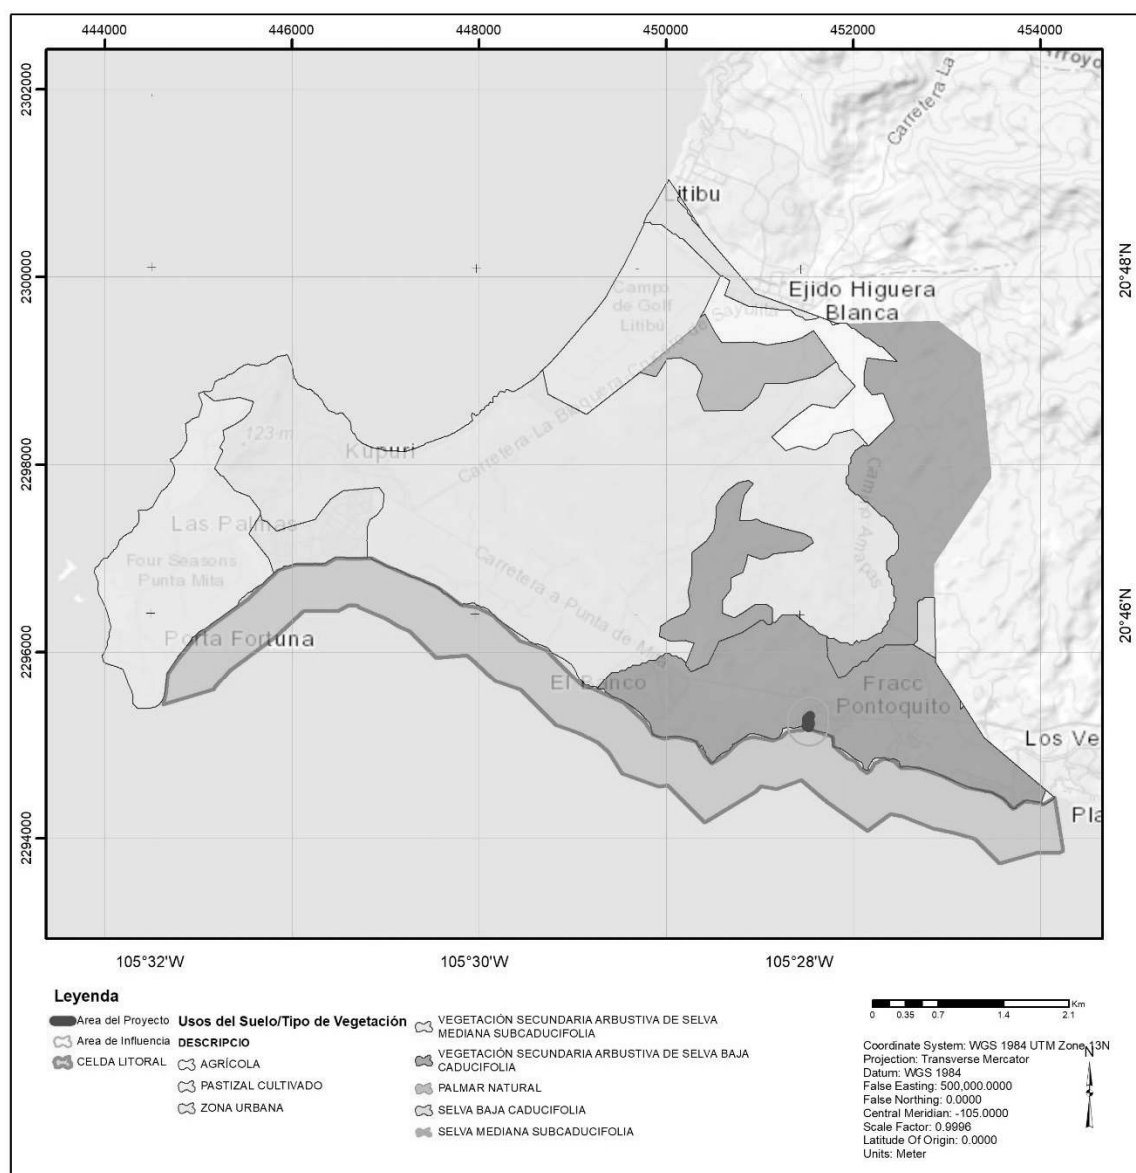 444000 446000 448000 450000 452000 454000
2302000
2300000
2298000
2296000
2294000
20°48'N
20°46'N
Carretera La
Litibu
Ejido Higuera
Blanca
Campo
de Golf
Litibú
123 m
Kupuri
Las Palmas
Four Seasons
Punta Mita
Carretera a Punta de Mita
Porta Fortuna
El Banco
Fracc
Pontoquito
Los Ve
Pla
105°32'W 105°30'W 105°28'W
Leyenda
Area del Proyecto
Area de Influencia
CELDA LITORAL
Usos del Suelo/Tipo de Vegetación
DESCRIPCIO
AGRÍCOLA
PASTIZAL CULTIVADO
ZONA URBANA
VEGETACIÓN SECUNDARIA ARBUSTIVA DE SELVA
MEDIANA SUBCADUCIFOLIA
VEGETACIÓN SECUNDARIA ARBUSTIVA DE SELVA BAJA
CADUCIFOLIA
PALMAR NATURAL
SELVA BAJA CADUCIFOLIA
SELVA MEDIANA SUBCADUCIFOLIA
Km
0 0.35 0.7 1.4 2.1
Coordinate System: WGS 1984 UTM Zone 13N
Projection: Transverse Mercator
Datum: WGS 1984
False Easting: 500,000.0000
False Northing: 0.0000
Central Meridian: -105.0000
Scale Factor: 0.9996
Latitude Of Origin: 0.0000
Units: Meter
N